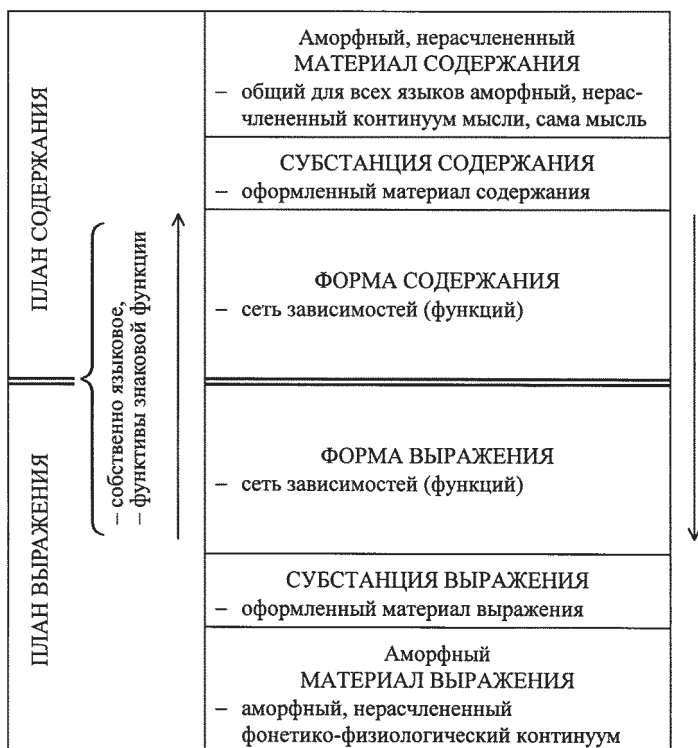 ПЛАН СОДЕРЖАНИЯ
ПЛАН ВЫРАЖЕНИЯ
– собственно языковое,
– функтивы знаковой функции
Аморфный, нерасчлененный
МАТЕРИАЛ СОДЕРЖАНИЯ
– общий для всех языков аморфный, нерас-
члененный континуум мысли, сама мысль
СУБСТАНЦИЯ СОДЕРЖАНИЯ
– оформленный материал содержания
ФОРМА СОДЕРЖАНИЯ
– сеть зависимостей (функций)
ФОРМА ВЫРАЖЕНИЯ
– сеть зависимостей (функций)
СУБСТАНЦИЯ ВЫРАЖЕНИЯ
– оформленный материал выражения
Аморфный
МАТЕРИАЛ ВЫРАЖЕНИЯ
– аморфный, нерасчлененный
фонетико-физиологический континуум